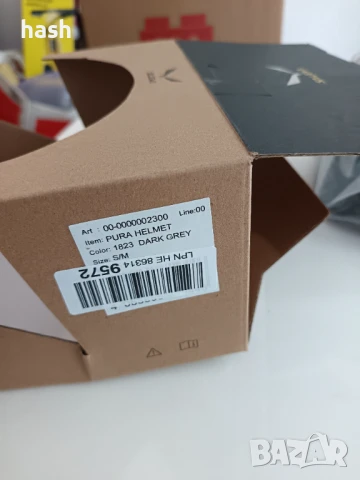 hash
Art : 00-0000002300 Line:00
Item: PURA HELMET
Color: 1823 DARK GREY
Size: S/M
LPN HE 86314 9572
BAZAR